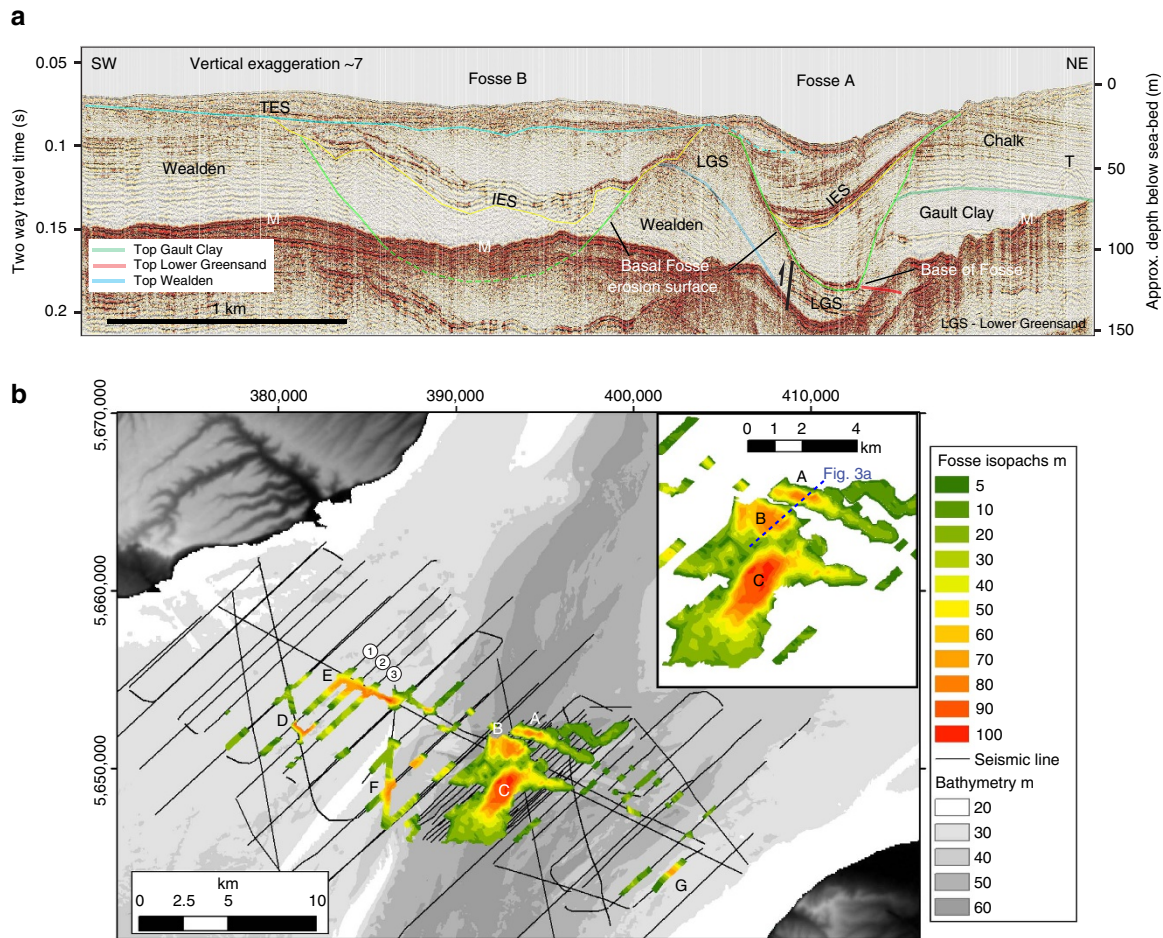 a
SW
Vertical exaggeration ~7
Fosse B
Fosse A
NE
0.05
0.1
0.15
0.2
Two way travel time (s)
0
50
100
150
Approx. depth below sea-bed (m)
TES
Wealden
IES
LGS
Wealden
IES
Chalk
T
Gault Clay
M
M
M
Top Gault Clay
Top Lower Greensand
Top Wealden
Basal Fosse
erosion surface
Base of Fosse
LGS
1 km
LGS - Lower Greensand
b
380,000
390,000
400,000
410,000
5,670,000
5,660,000
5,650,000
0 1 2 4
km
A
Fig. 3a
B
C
1
2
3
E
D
F
A
B
C
G
km
0 2.5 5 10
Fosse isopachs m
5
10
20
30
40
50
60
70
80
90
100
Seismic line
Bathymetry m
20
30
40
50
60